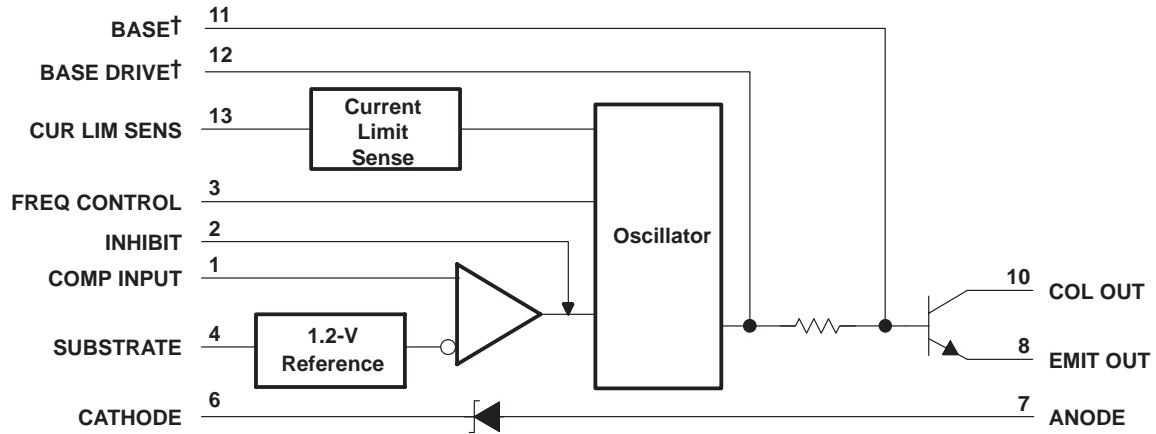 BASE† 11
BASE DRIVE† 12
CUR LIM SENS 13
Current
Limit
Sense
FREQ CONTROL 3
INHIBIT 2
COMP INPUT 1
SUBSTRATE 4
1.2-V
Reference
Oscillator
10 COL OUT
8 EMIT OUT
CATHODE 6
7 ANODE